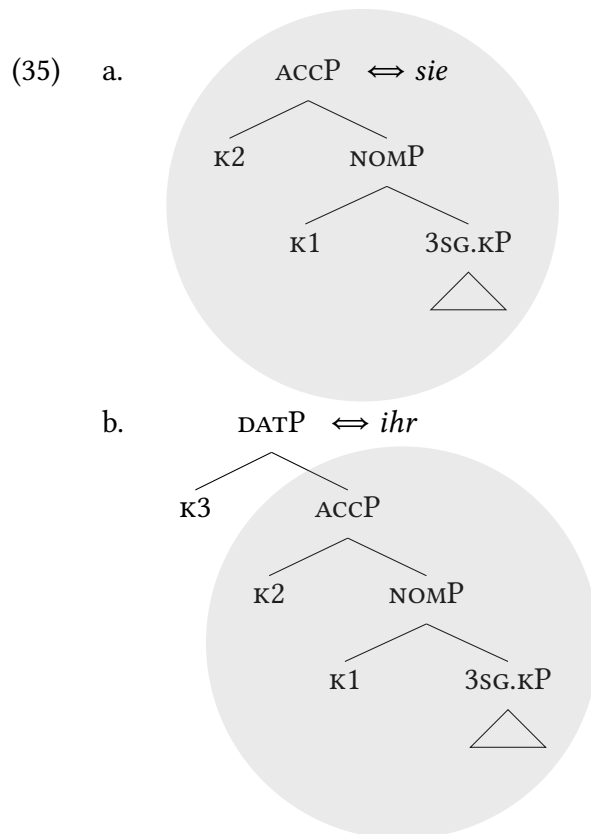 (35) a. ACCP ⇔ sie
K2 NOMP
K1 3SG.KP
b. DATP ⇔ ihr
K3 ACCP
K2 NOMP
K1 3SG.KP